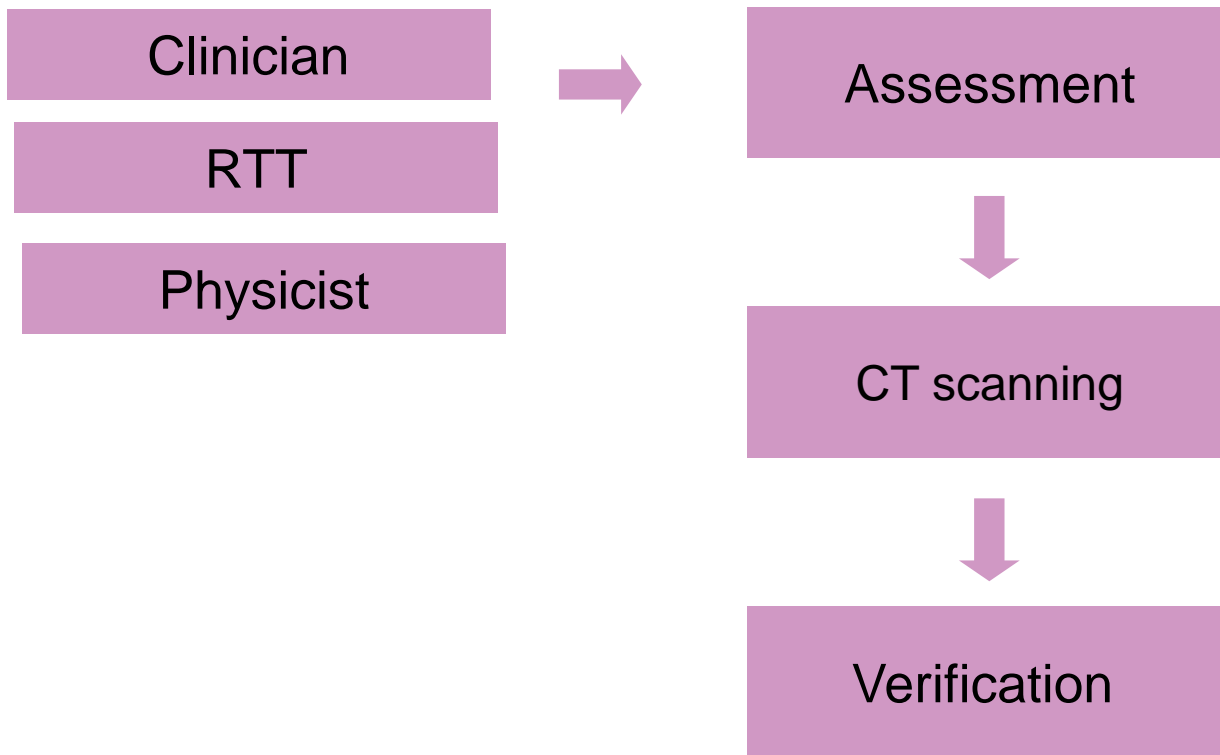 Clinician
RTT
Physicist
Assessment
CT scanning
Verification